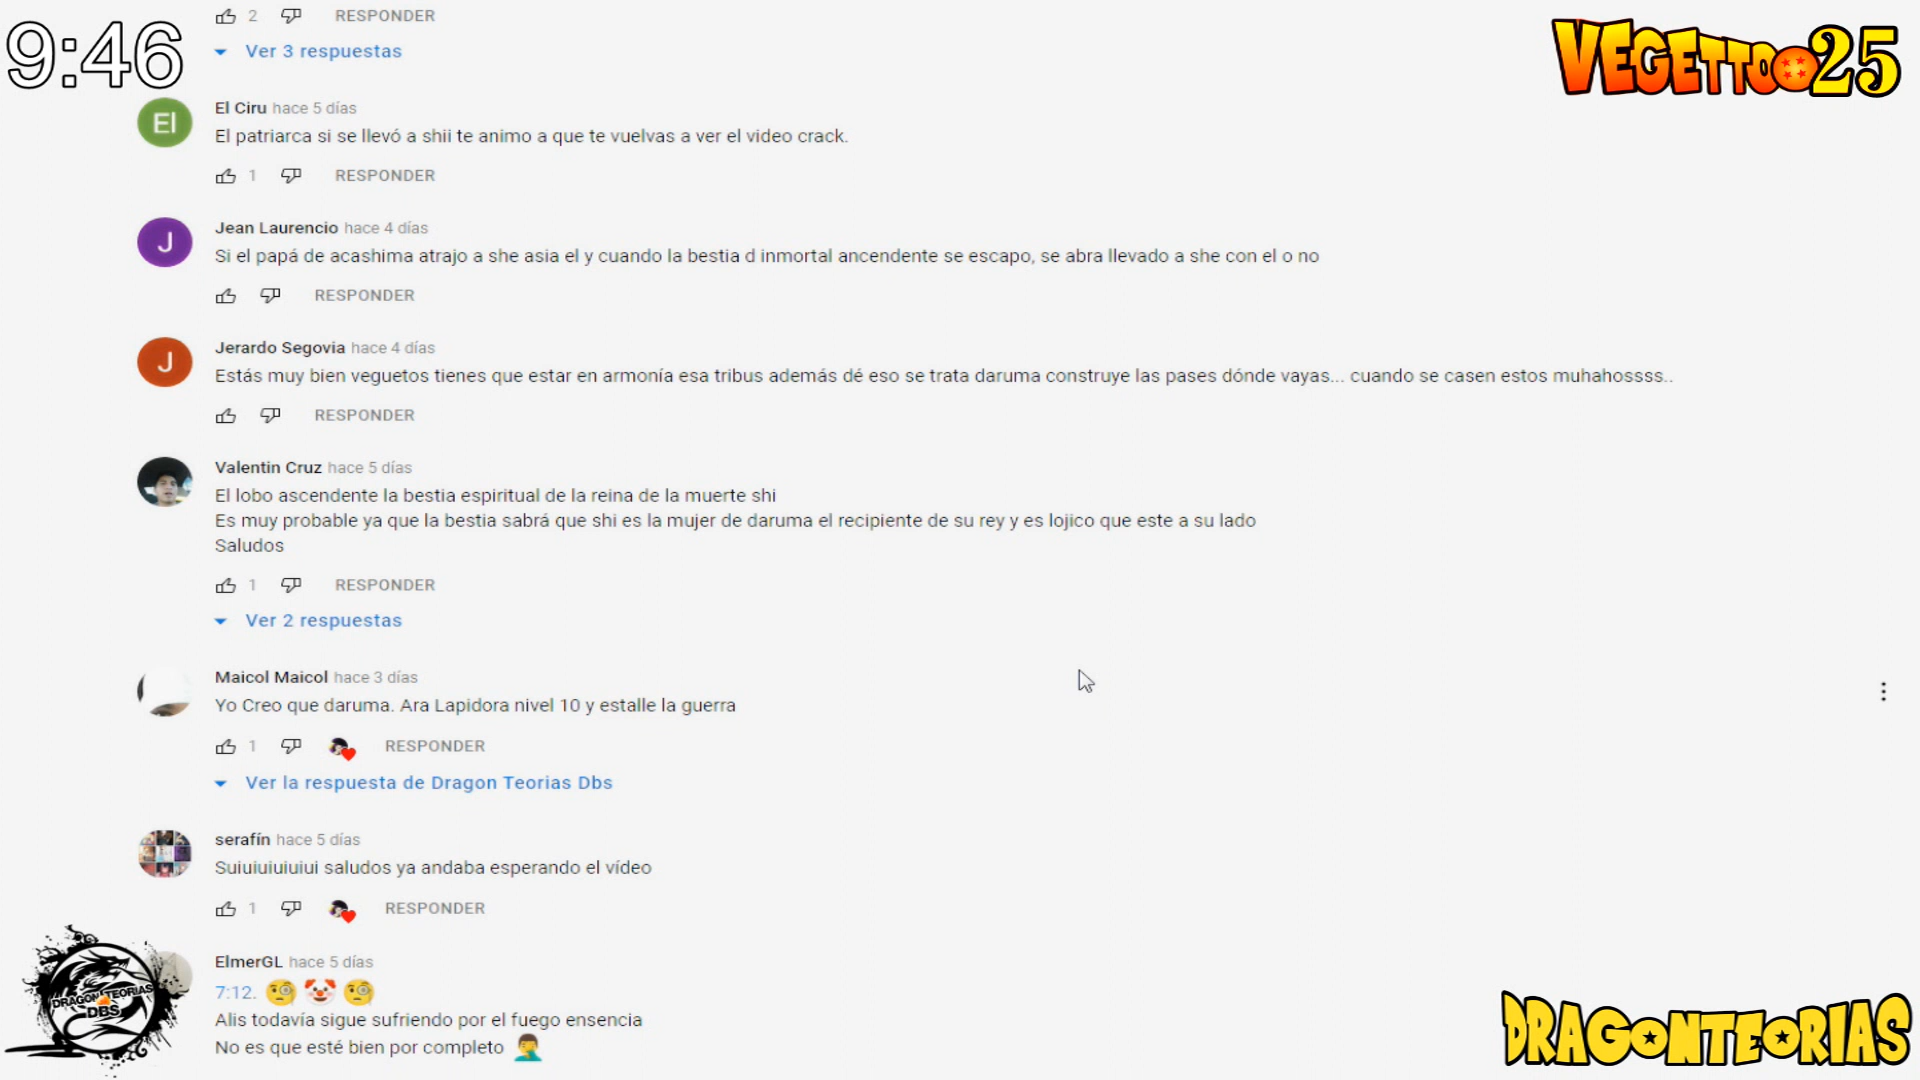 2 RESPONDER
9:46
Ver 3 respuestas
VEGETTO 25
El
El Ciru hace 5 días
El patriarca si se llevó a shii te animo a que te vuelvas a ver el video crack.
1 RESPONDER
J
Jean Laurencio hace 4 días
Si el papá de acashima atrajo a she asia el y cuando la bestia d inmortal ancendente se escapo, se abra llevado a she con el o no
RESPONDER
J
Jerardo Segovia hace 4 días
Estás muy bien veguetos tienes que estar en armonía esa tribus además dé eso se trata daruma construye las pases dónde vayas... cuando se casen estos muhahossss..
RESPONDER
Valentin Cruz hace 5 días
El lobo ascendente la bestia espiritual de la reina de la muerte shi
Es muy probable ya que la bestia sabrá que shi es la mujer de daruma el recipiente de su rey y es lojico que este a su lado
Saludos
1 RESPONDER
Ver 2 respuestas
Maicol Maicol hace 3 días
Yo Creo que daruma. Ara Lapidora nivel 10 y estalle la guerra
1 RESPONDER
Ver la respuesta de Dragon Teorias Dbs
serafín hace 5 días
Suiuiuiuiuiui saludos ya andaba esperando el vídeo
1 RESPONDER
ElmerGL hace 5 días
7:12. 🧐🤡🧐
Alis todavía sigue sufriendo por el fuego ensencia
No es que esté bien por completo 🤦‍♂️
DRAGON TEORIAS
DBS
DRAGONTEORIAS